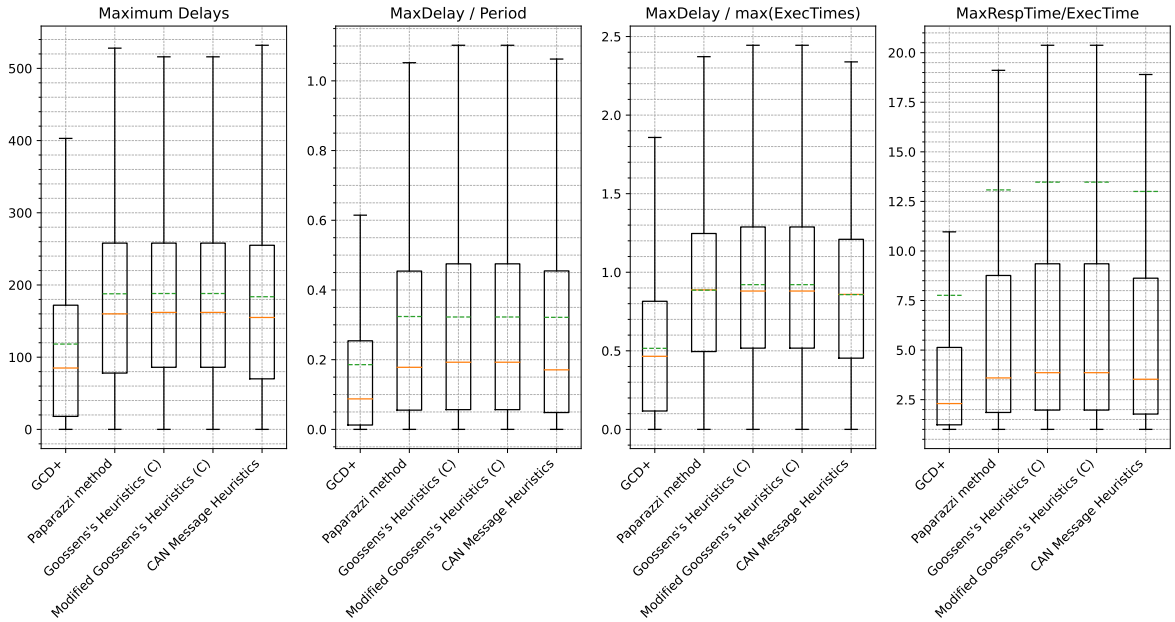 Maximum Delays
500
400
300
200
100
0
GCD+
Paparazzi method
Goossens's Heuristics (C)
Modified Goossens's Heuristics (C)
CAN Message Heuristics
MaxDelay / Period
1.0
0.8
0.6
0.4
0.2
0.0
GCD+
Paparazzi method
Goossens's Heuristics (C)
Modified Goossens's Heuristics (C)
CAN Message Heuristics
MaxDelay / max(ExecTimes)
2.5
2.0
1.5
1.0
0.5
0.0
GCD+
Paparazzi method
Goossens's Heuristics (C)
Modified Goossens's Heuristics (C)
CAN Message Heuristics
MaxRespTime/ExecTime
20.0
17.5
15.0
12.5
10.0
7.5
5.0
2.5
GCD+
Paparazzi method
Goossens's Heuristics (C)
Modified Goossens's Heuristics (C)
CAN Message Heuristics